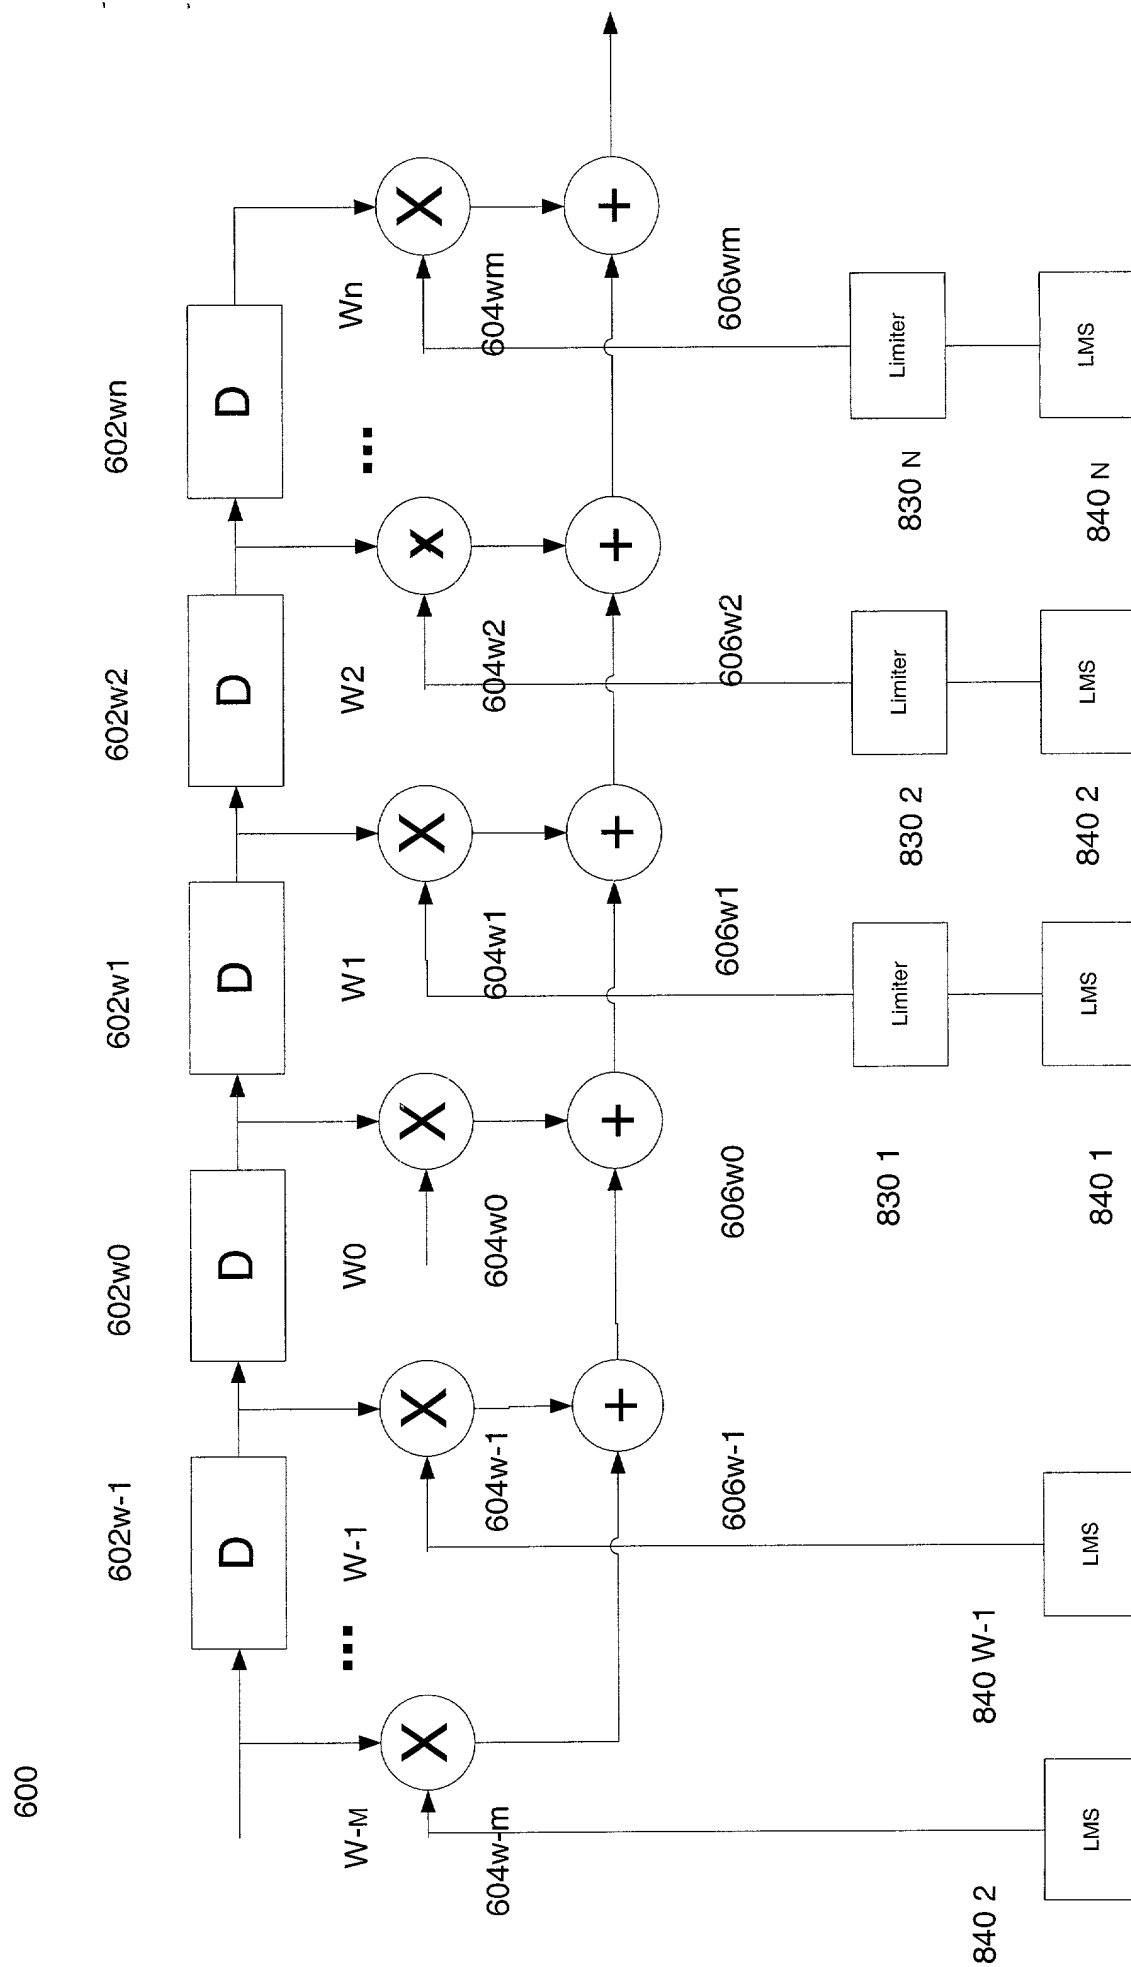 600
602w-1
602w0
602w1
602w2
602wn
D
D
D
D
D
W-M
...
W-1
W0
W1
W2
...
Wn
X
X
X
X
x
X
604w-m
604w-1
604w0
604w1
604w2
604wm
+
+
+
+
+
606w-1
606w0
606w1
606w2
606wm
Limiter
Limiter
Limiter
830 1
830 2
830 N
840 2
840 W-1
LMS
LMS
LMS
LMS
LMS
840 1
840 2
840 N